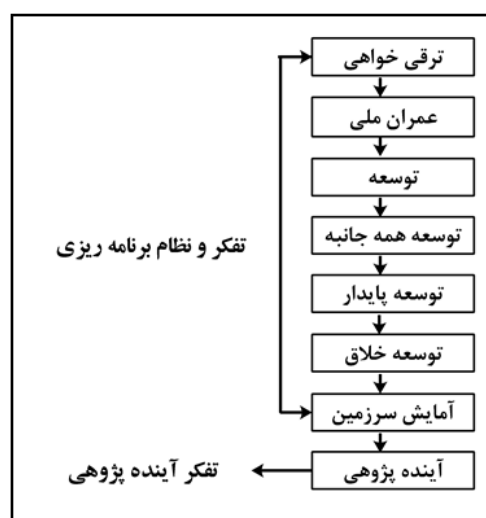 ترقی خواهی
عمران ملی
توسعه
توسعه همه جانبه
تفکر و نظام برنامه ریزی
توسعه پایدار
توسعه خلاق
آمایش سرزمین
آینده پژوهی
تفکر آینده پژوهی